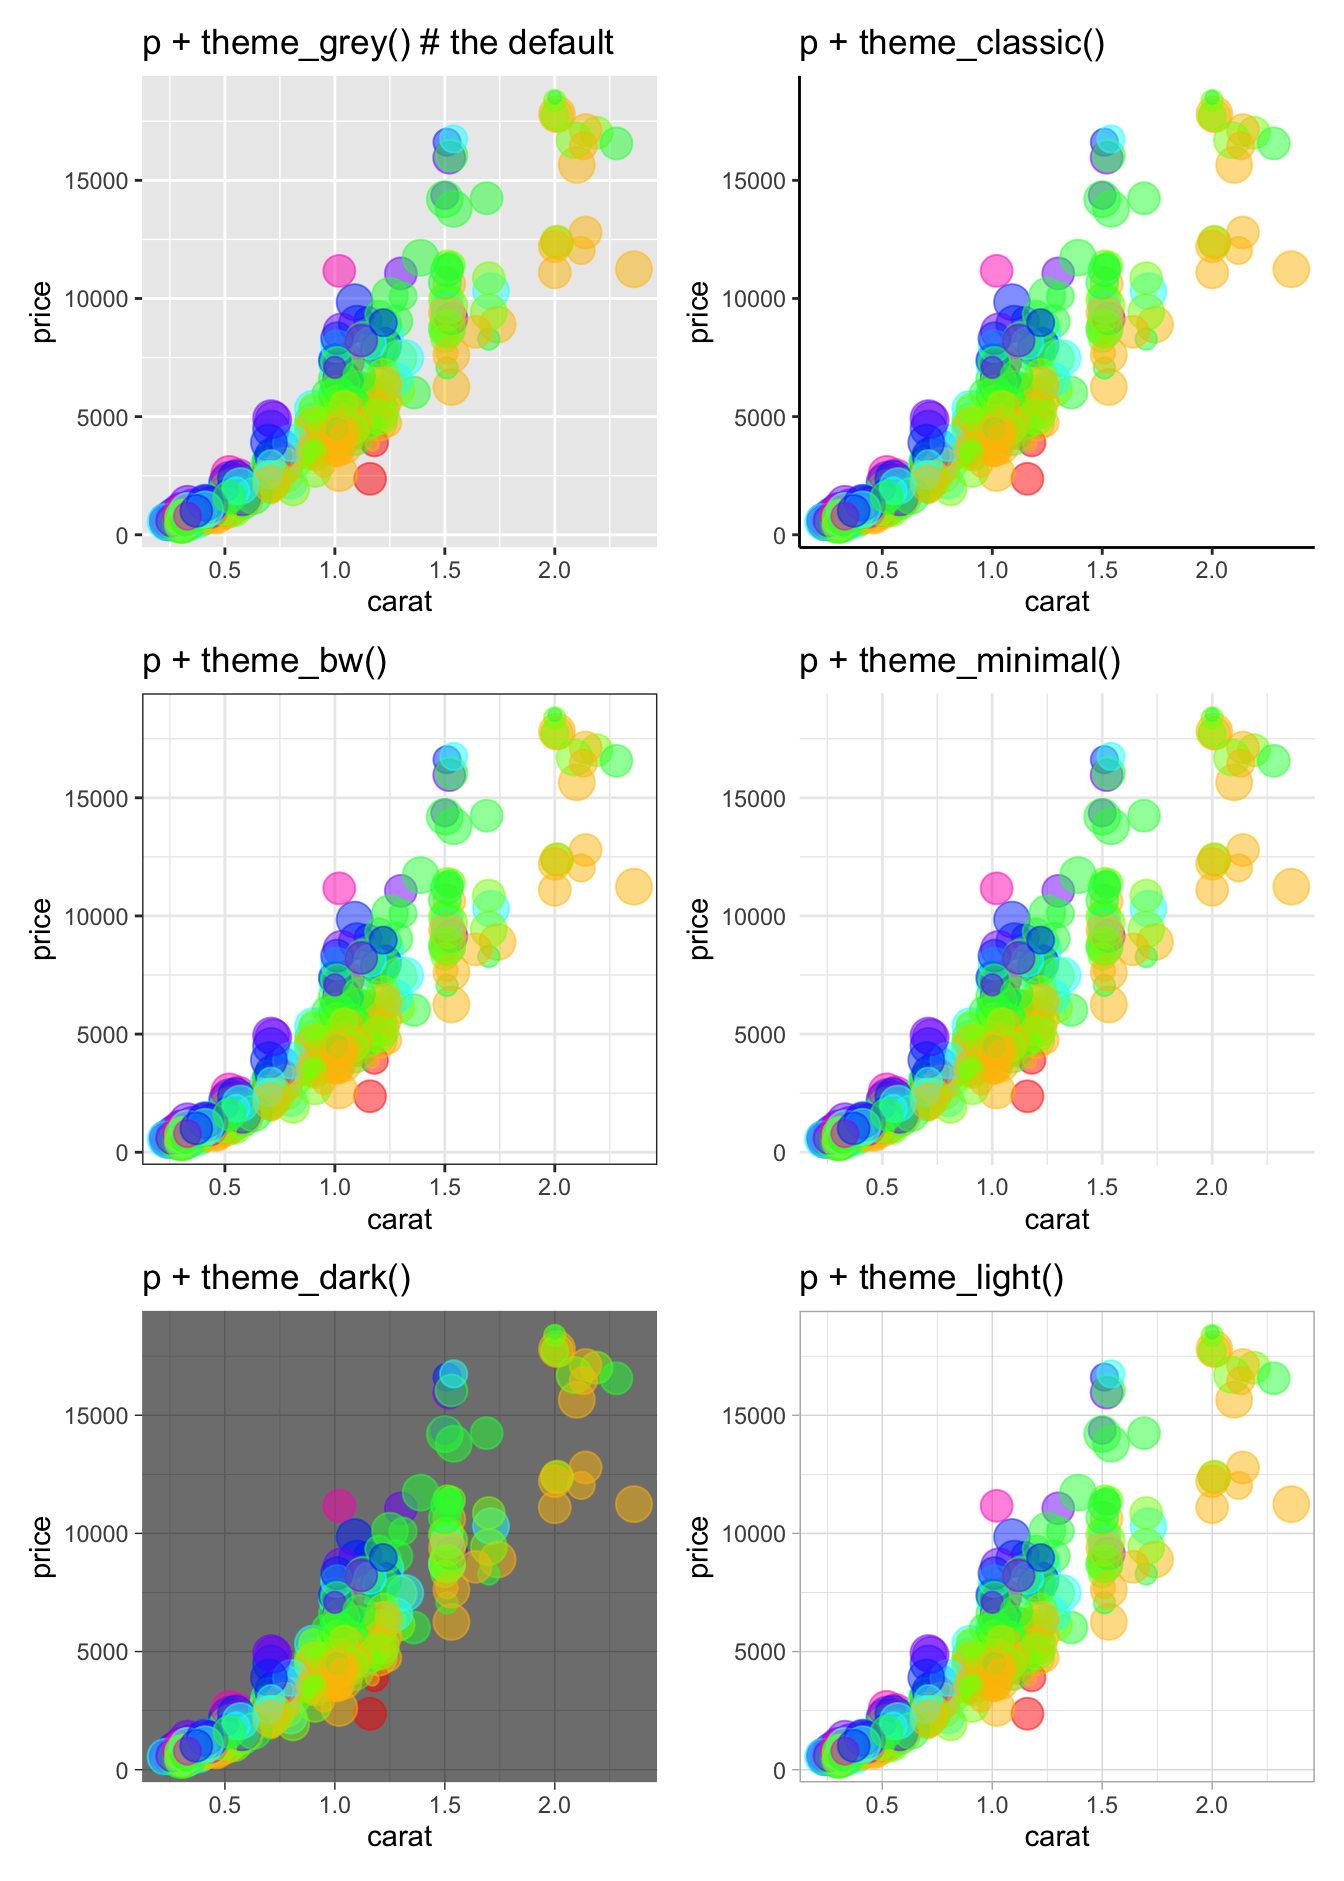 p + theme_grey() # the default
15000
10000
5000
0
price
0.5 1.0 1.5 2.0
carat
p + theme_classic()
15000
10000
5000
0
price
0.5 1.0 1.5 2.0
carat
p + theme_bw()
15000
10000
5000
0
price
0.5 1.0 1.5 2.0
carat
p + theme_minimal()
15000
10000
5000
0
price
0.5 1.0 1.5 2.0
carat
p + theme_dark()
15000
10000
5000
0
price
0.5 1.0 1.5 2.0
carat
p + theme_light()
15000
10000
5000
0
price
0.5 1.0 1.5 2.0
carat